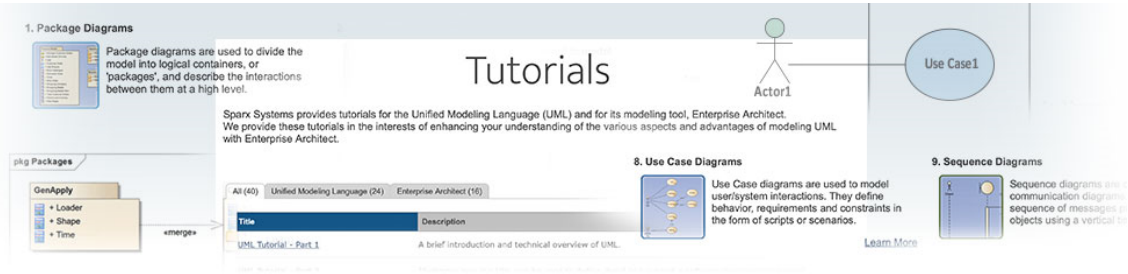 1. Package Diagrams
Package diagrams are used to divide the
model into logical containers, or
'packages', and describe the interactions
between them at a high level.
Tutorials
Actor1
Use Case1
Sparx Systems provides tutorials for the Unified Modeling Language (UML) and for its modeling tool, Enterprise Architect.
We provide these tutorials in the interests of enhancing your understanding of the various aspects and advantages of modeling UML
with Enterprise Architect.
pkg Packages
GenApply
+ Loader
+ Shape
+ Time
«merge»
All (40) Unified Modeling Language (24) Enterprise Architect (16)
Title Description
UML Tutorial - Part 1 A brief introduction and technical overview of UML.
8. Use Case Diagrams
Use Case diagrams are used to model
user/system interactions. They define
behavior, requirements and constraints in
the form of scripts or scenarios.
Learn More
9. Sequence Diagrams
Sequence diagrams are
communication diagrams
sequence of messages
objects using a vertical